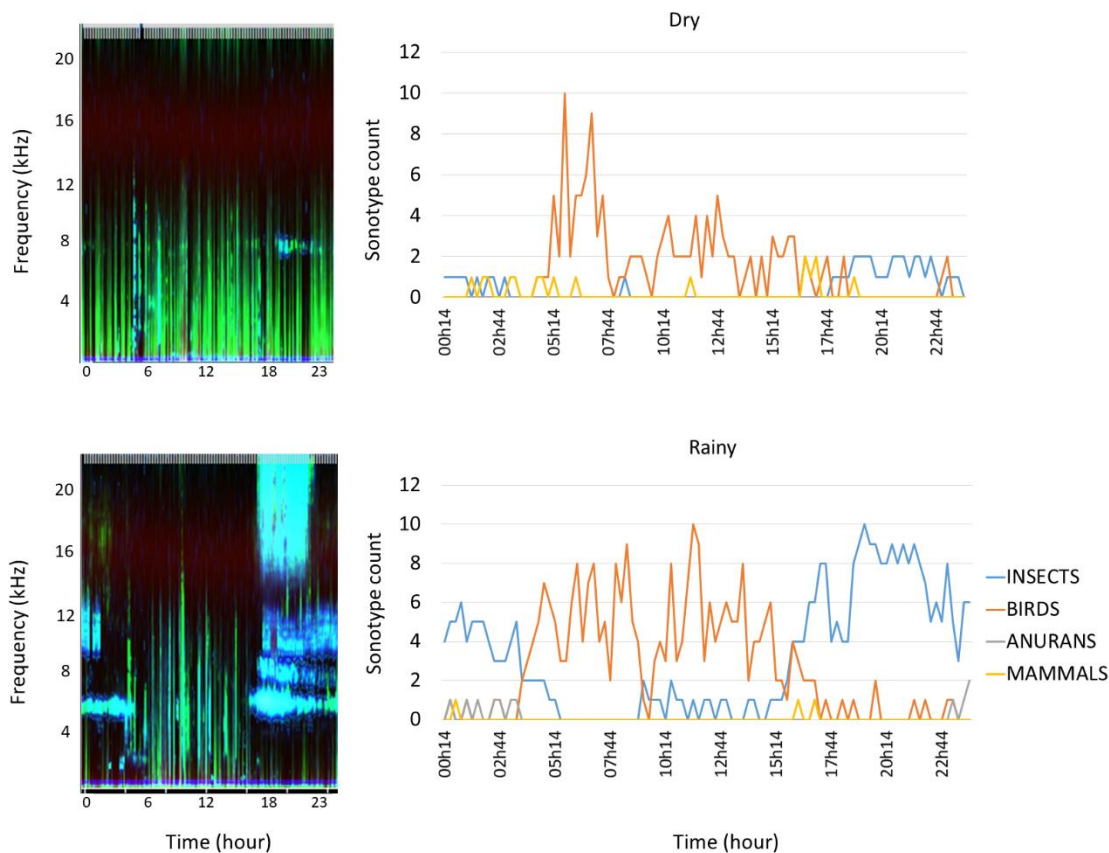 Dry
Frequency (kHz)
20
16
12
8
4
0 6 12 18 23
Sonotype count
12
10
8
6
4
2
0
00h14 02h44 05h14 07h44 10h14 12h44 15h14 17h44 20h14 22h44
Rainy
Frequency (kHz)
20
16
12
8
4
0 6 12 18 23
Time (hour)
Sonotype count
12
10
8
6
4
2
0
00h14 02h44 05h14 07h44 10h14 12h44 15h14 17h44 20h14 22h44
Time (hour)
INSECTS
BIRDS
ANURANS
MAMMALS